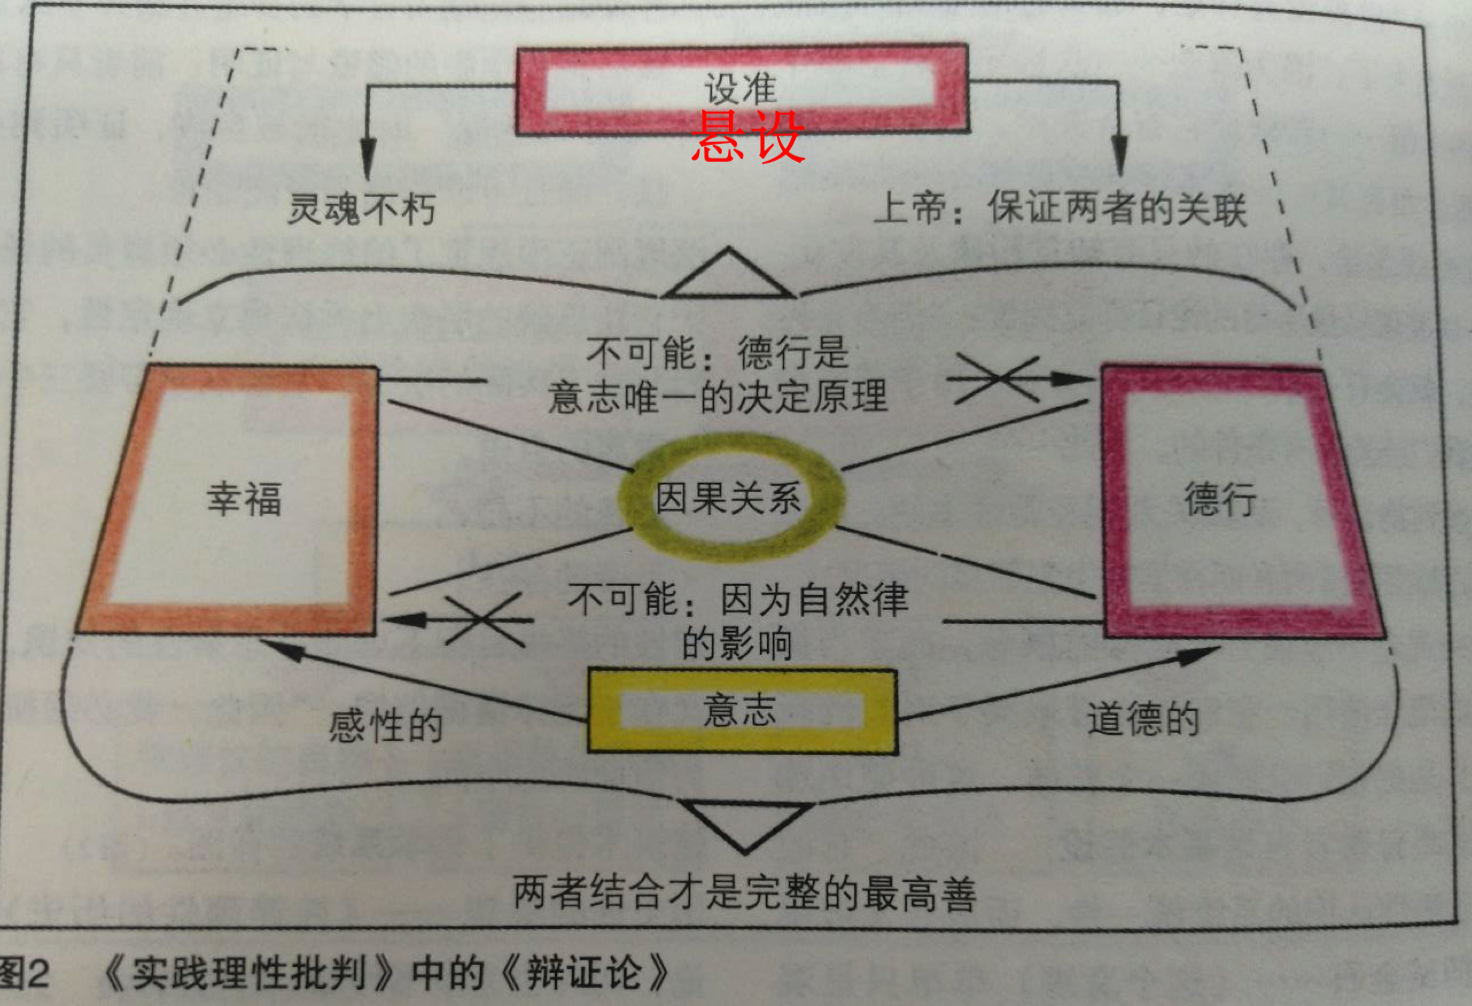 设准
悬设
灵魂不朽
上帝：保证两者的关联
不可能：德行是
意志唯一的决定原理
幸福
因果关系
德行
不可能：因为自然律
的影响
感性的
意志
道德的
两者结合才是完整的最高善
图2 《实践理性批判》中的《辩证论》